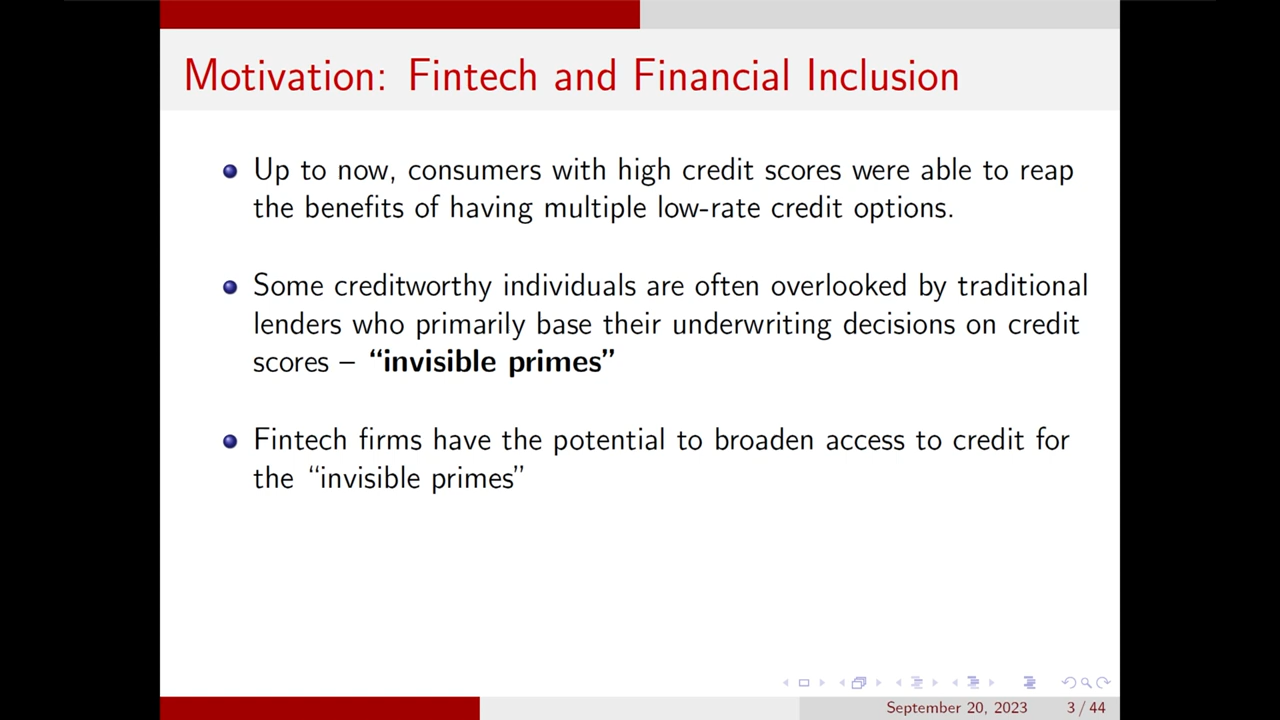 Motivation: Fintech and Financial Inclusion
Up to now, consumers with high credit scores were able to reap
the benefits of having multiple low-rate credit options.
Some creditworthy individuals are often overlooked by traditional
lenders who primarily base their underwriting decisions on credit
scores – “invisible primes”
Fintech firms have the potential to broaden access to credit for
the “invisible primes”
September 20, 2023 3 / 44